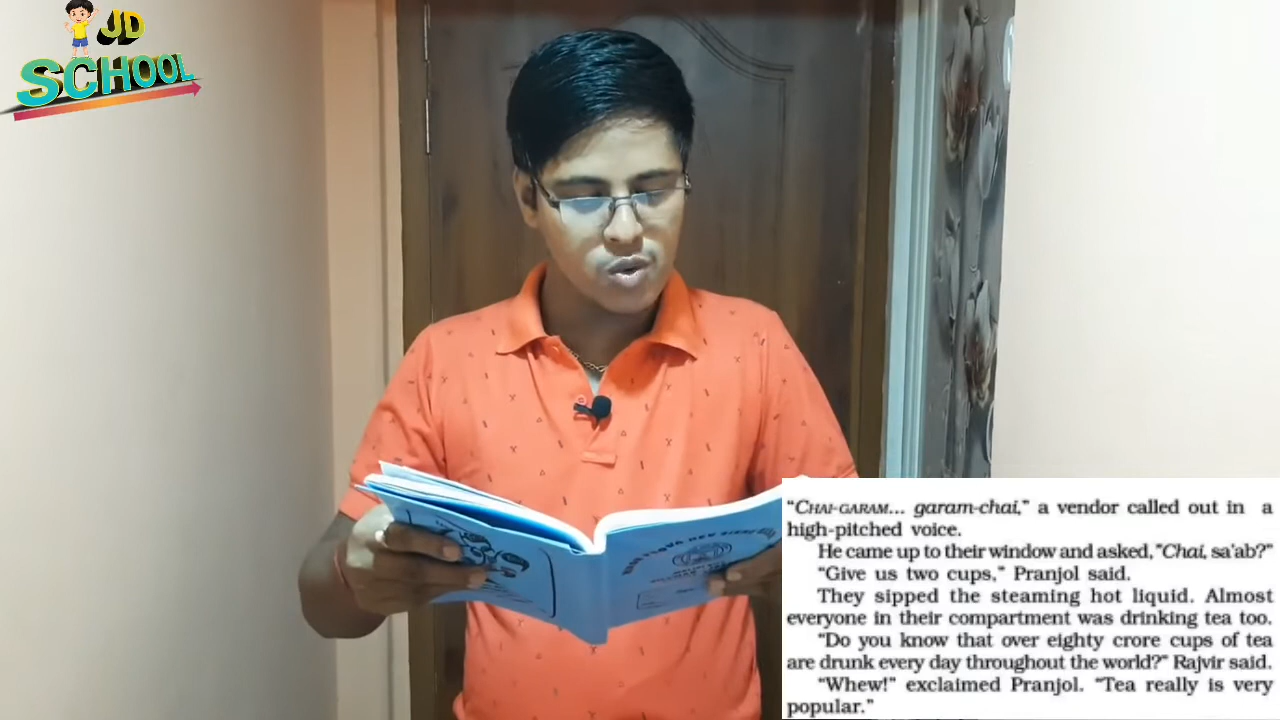 JD
SCHOOL
“CHAI-GARAM... garam-chai,” a vendor called out in a
high-pitched voice.
He came up to their window and asked, “Chai, sa'ab?”
“Give us two cups,” Pranjol said.
They sipped the steaming hot liquid. Almost
everyone in their compartment was drinking tea too.
“Do you know that over eighty crore cups of tea
are drunk every day throughout the world?” Rajvir said.
“Whew!” exclaimed Pranjol. “Tea really is very
popular.”